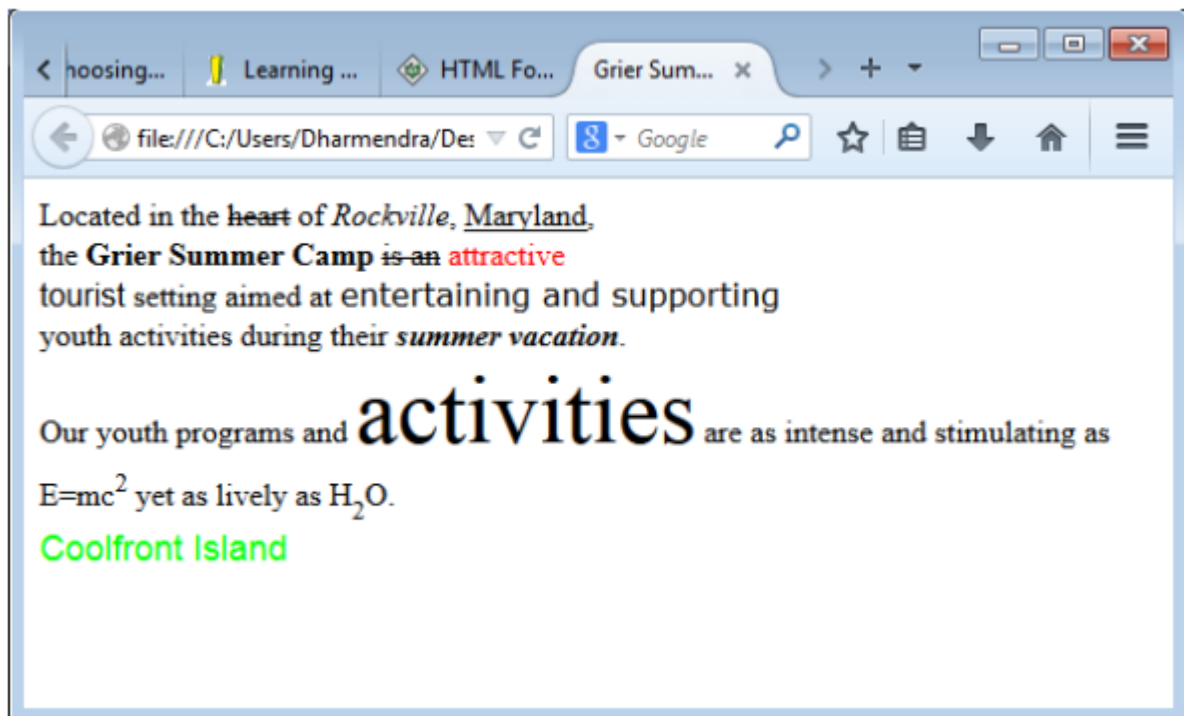 hoosing...   Learning ...   HTML Fo...   Grier Sum...
file:///C:/Users/Dharmendra/Des   8   Google
Located in the heart of Rockville, Maryland,
the Grier Summer Camp is an attractive
tourist setting aimed at entertaining and supporting
youth activities during their summer vacation.
Our youth programs and activities are as intense and stimulating as
E=mc² yet as lively as H₂O.
Coolfront Island